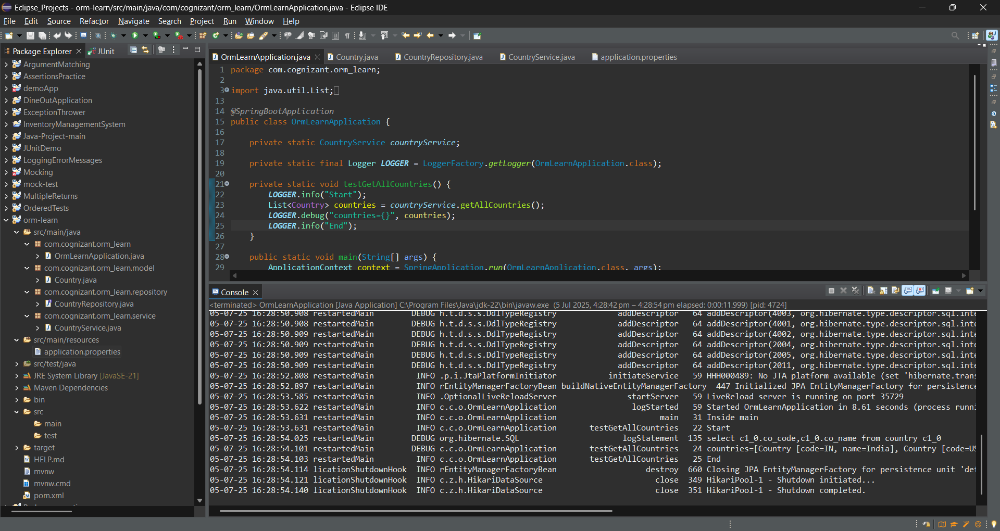 Eclipse_Projects - orm-learn/src/main/java/com/cognizant/orm_learn/OrmLearnApplication.java - Eclipse IDE
File Edit Source Refactor Navigate Search Project Run Window Help
Package Explorer
JUnit
ArgumentMatching
AssertionsPractice
demoApp
DineOutApplication
ExceptionThrower
InventoryManagementSystem
Java-Project-main
JUnitDemo
LoggingErrorMessages
Mocking
mock-test
MultipleReturns
OrderedTests
orm-learn
src/main/java
com.cognizant.orm_learn
OrmLearnApplication.java
com.cognizant.orm_learn.model
Country.java
com.cognizant.orm_learn.repository
CountryRepository.java
com.cognizant.orm_learn.service
CountryService.java
src/main/resources
application.properties
src/test/java
JRE System Library [JavaSE-21]
Maven Dependencies
bin
src
main
test
target
HELP.md
mvnw
mvnw.cmd
pom.xml
OrmLearnApplication.java Country.java CountryRepository.java CountryService.java application.properties
1 package com.cognizant.orm_learn;
2
3 import java.util.List;
13
14 @SpringBootApplication
15 public class OrmLearnApplication {
16
17 private static CountryService countryService;
18
19 private static final Logger LOGGER = LoggerFactory.getLogger(OrmLearnApplication.class);
20
21 private static void testGetAllCountries() {
22 LOGGER.info("Start");
23 List<Country> countries = countryService.getAllCountries();
24 LOGGER.debug("countries={}", countries);
25 LOGGER.info("End");
26 }
27
28 public static void main(String[] args) {
29 ApplicationContext context = SpringApplication.run(OrmLearnApplication.class, args);
Console
<terminated> OrmLearnApplication [Java Application] C:\Program Files\Java\jdk-22\bin\javaw.exe (5 Jul 2025, 4:28:42 pm – 4:28:54 pm elapsed: 0:00:11.999) [pid: 4724]
05-07-25 16:28:50.908 restartedMain DEBUG h.t.d.s.s.DdlTypeRegistry addDescriptor 64 addDescriptor(4003, org.hibernate.type.descriptor.sql.inte
05-07-25 16:28:50.908 restartedMain DEBUG h.t.d.s.s.DdlTypeRegistry addDescriptor 64 addDescriptor(4001, org.hibernate.type.descriptor.sql.inte
05-07-25 16:28:50.909 restartedMain DEBUG h.t.d.s.s.DdlTypeRegistry addDescriptor 64 addDescriptor(4002, org.hibernate.type.descriptor.sql.inte
05-07-25 16:28:50.909 restartedMain DEBUG h.t.d.s.s.DdlTypeRegistry addDescriptor 64 addDescriptor(2004, org.hibernate.type.descriptor.sql.inte
05-07-25 16:28:50.909 restartedMain DEBUG h.t.d.s.s.DdlTypeRegistry addDescriptor 64 addDescriptor(2005, org.hibernate.type.descriptor.sql.inte
05-07-25 16:28:50.909 restartedMain DEBUG h.t.d.s.s.DdlTypeRegistry addDescriptor 64 addDescriptor(2011, org.hibernate.type.descriptor.sql.inte
05-07-25 16:28:52.808 restartedMain INFO .p.i.JtaPlatformInitiator initiateService 59 HHH000489: No JTA platform available (set 'hibernate.trans
05-07-25 16:28:52.897 restartedMain INFO rEntityManagerFactoryBean buildNativeEntityManagerFactory 447 Initialized JPA EntityManagerFactory for persistence
05-07-25 16:28:53.585 restartedMain INFO .OptionalLiveReloadServer startServer 59 LiveReload server is running on port 35729
05-07-25 16:28:53.622 restartedMain INFO c.c.o.OrmLearnApplication logStarted 59 Started OrmLearnApplication in 8.61 seconds (process runni
05-07-25 16:28:53.631 restartedMain INFO c.c.o.OrmLearnApplication main 31 Inside main
05-07-25 16:28:53.631 restartedMain INFO c.c.o.OrmLearnApplication testGetAllCountries 22 Start
05-07-25 16:28:54.025 restartedMain DEBUG org.hibernate.SQL logStatement 135 select c1_0.co_code,c1_0.co_name from country c1_0
05-07-25 16:28:54.101 restartedMain DEBUG c.c.o.OrmLearnApplication testGetAllCountries 24 countries=[Country [code=IN, name=India], Country [code=US
05-07-25 16:28:54.103 restartedMain INFO c.c.o.OrmLearnApplication testGetAllCountries 25 End
05-07-25 16:28:54.114 licationShutdownHook INFO rEntityManagerFactoryBean destroy 660 Closing JPA EntityManagerFactory for persistence unit 'def
05-07-25 16:28:54.121 licationShutdownHook INFO c.z.h.HikariDataSource close 349 HikariPool-1 - Shutdown initiated...
05-07-25 16:28:54.140 licationShutdownHook INFO c.z.h.HikariDataSource close 351 HikariPool-1 - Shutdown completed.